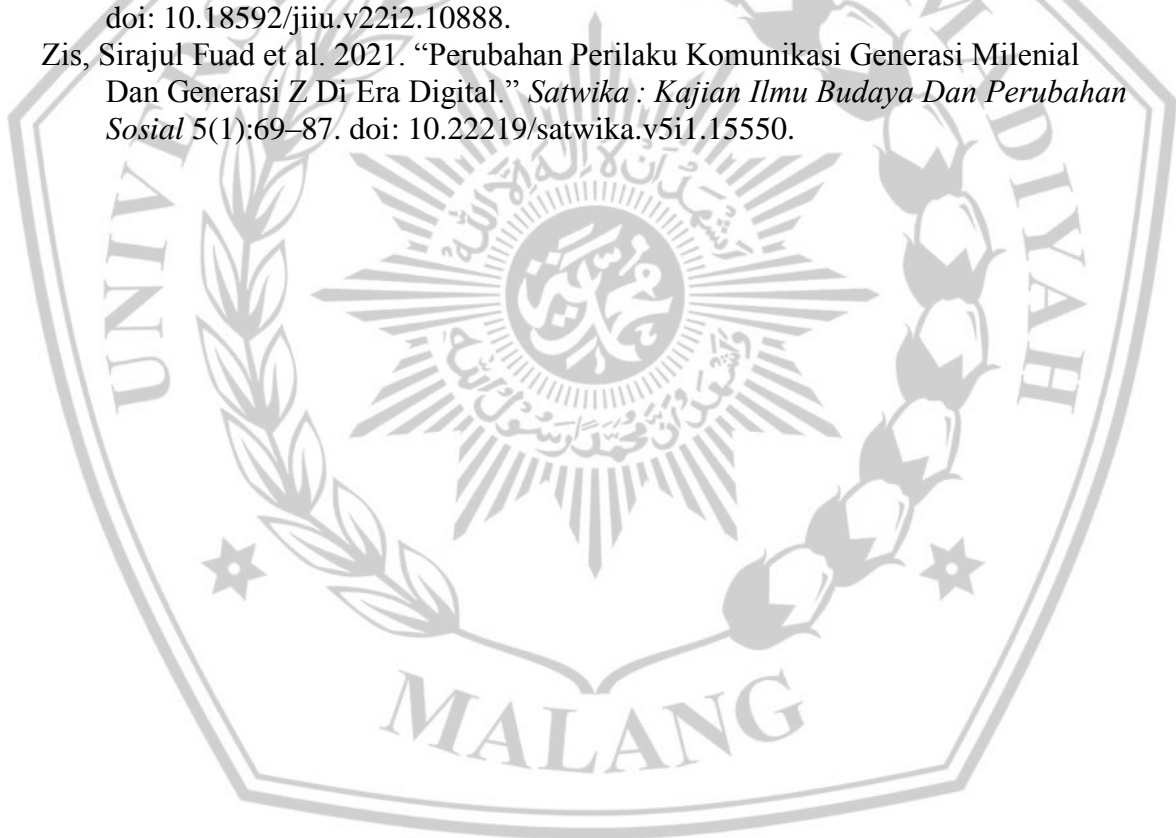 doi: 10.18592/jiiu.v22i2.10888.
Zis, Sirajul Fuad et al. 2021. “Perubahan Perilaku Komunikasi Generasi Milenial
Dan Generasi Z Di Era Digital.” Satwika : Kajian Ilmu Budaya Dan Perubahan
Sosial 5(1):69–87. doi: 10.22219/satwika.v5i1.15550.
MALANG